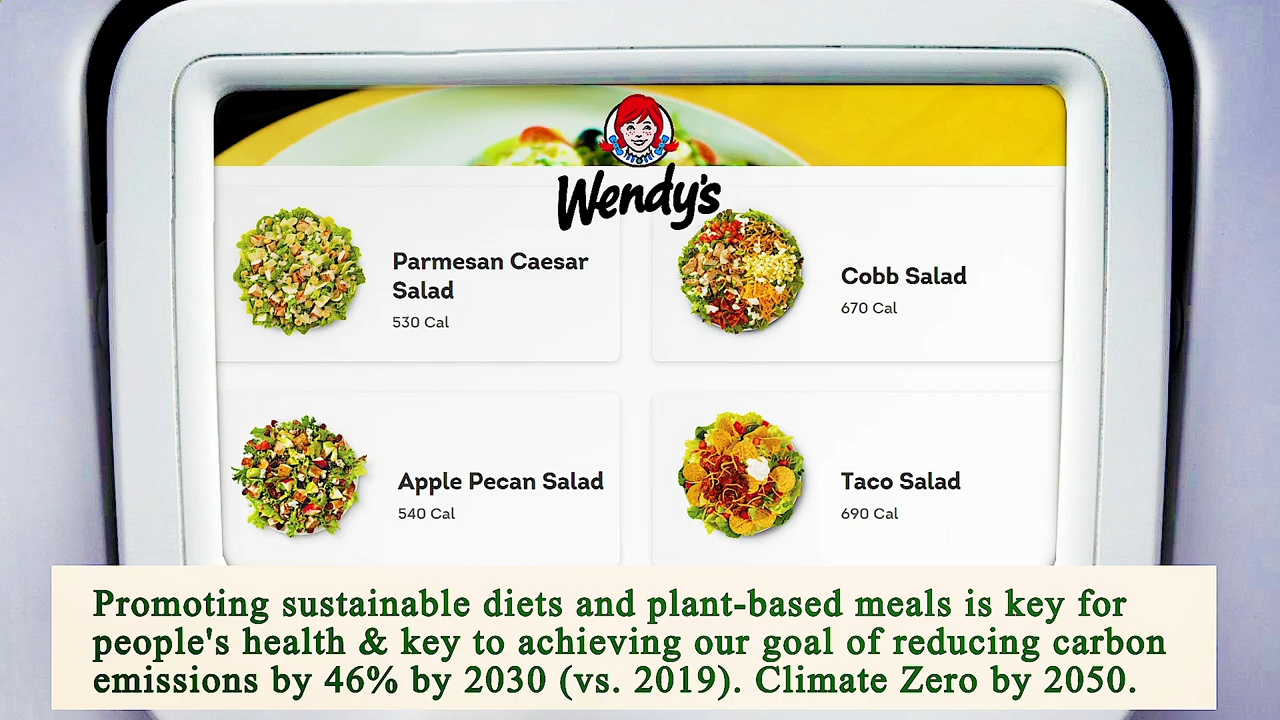 Wendy's
Parmesan Caesar
Salad
530 Cal
Cobb Salad
670 Cal
Apple Pecan Salad
540 Cal
Taco Salad
690 Cal
Promoting sustainable diets and plant-based meals is key for
people's health & key to achieving our goal of reducing carbon
emissions by 46% by 2030 (vs. 2019). Climate Zero by 2050.